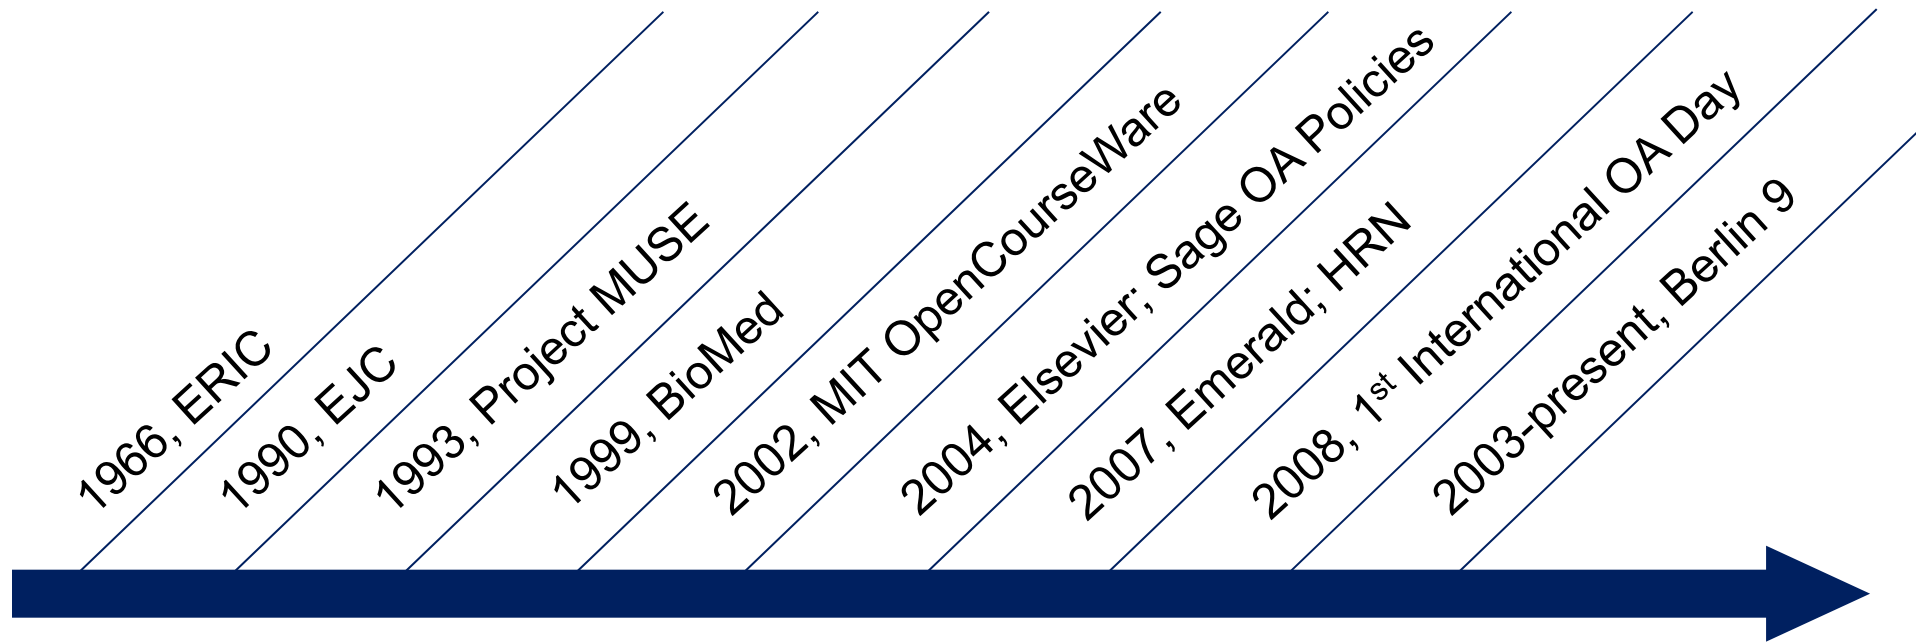 1966, ERIC
1990, EJC
1993, Project MUSE
1999, BioMed
2002, MIT OpenCourseWare
2004, Elsevier; Sage OA Policies
2007, Emerald; HRN
2008, 1st International OA Day
2003-present, Berlin 9